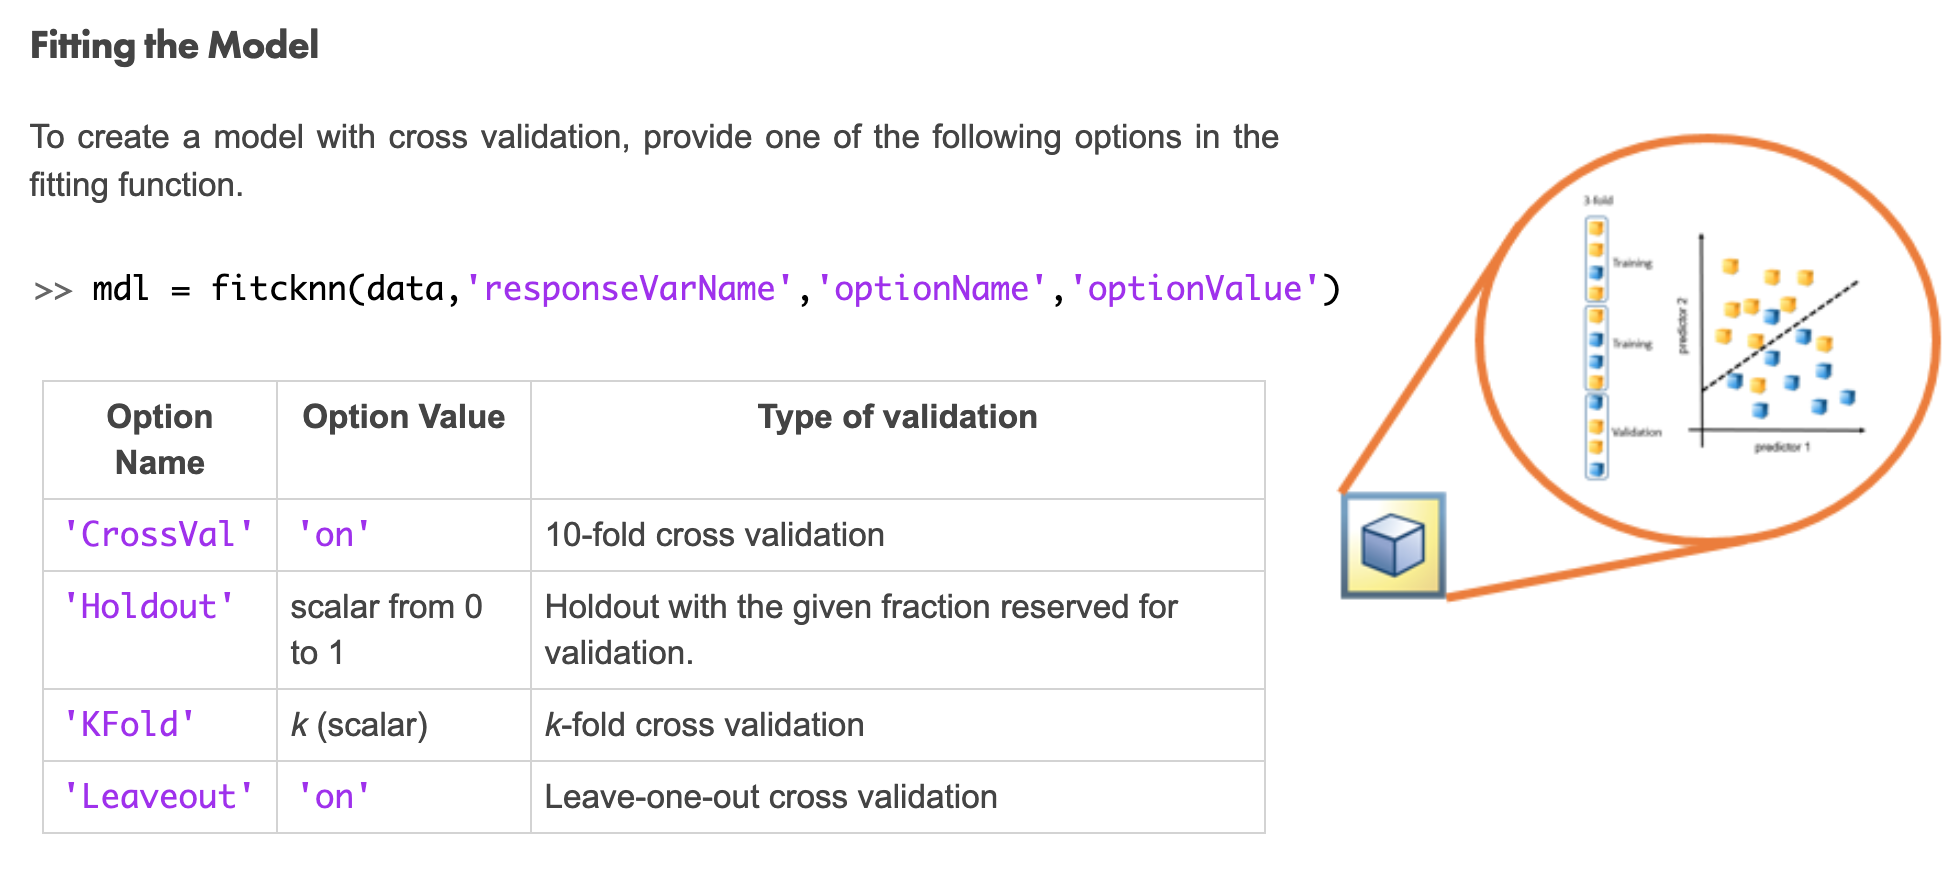 Fitting the Model
To create a model with cross validation, provide one of the following options in the
fitting function.
>> mdl = fitcknn(data,'responseVarName','optionName','optionValue')
Option
Name
Option Value
Type of validation
'CrossVal'
'on'
10-fold cross validation
'Holdout'
scalar from 0
to 1
Holdout with the given fraction reserved for
validation.
'KFold'
k (scalar)
k-fold cross validation
'Leaveout'
'on'
Leave-one-out cross validation
3-fold
Training
Training
Validation
predictor 2
predictor 1